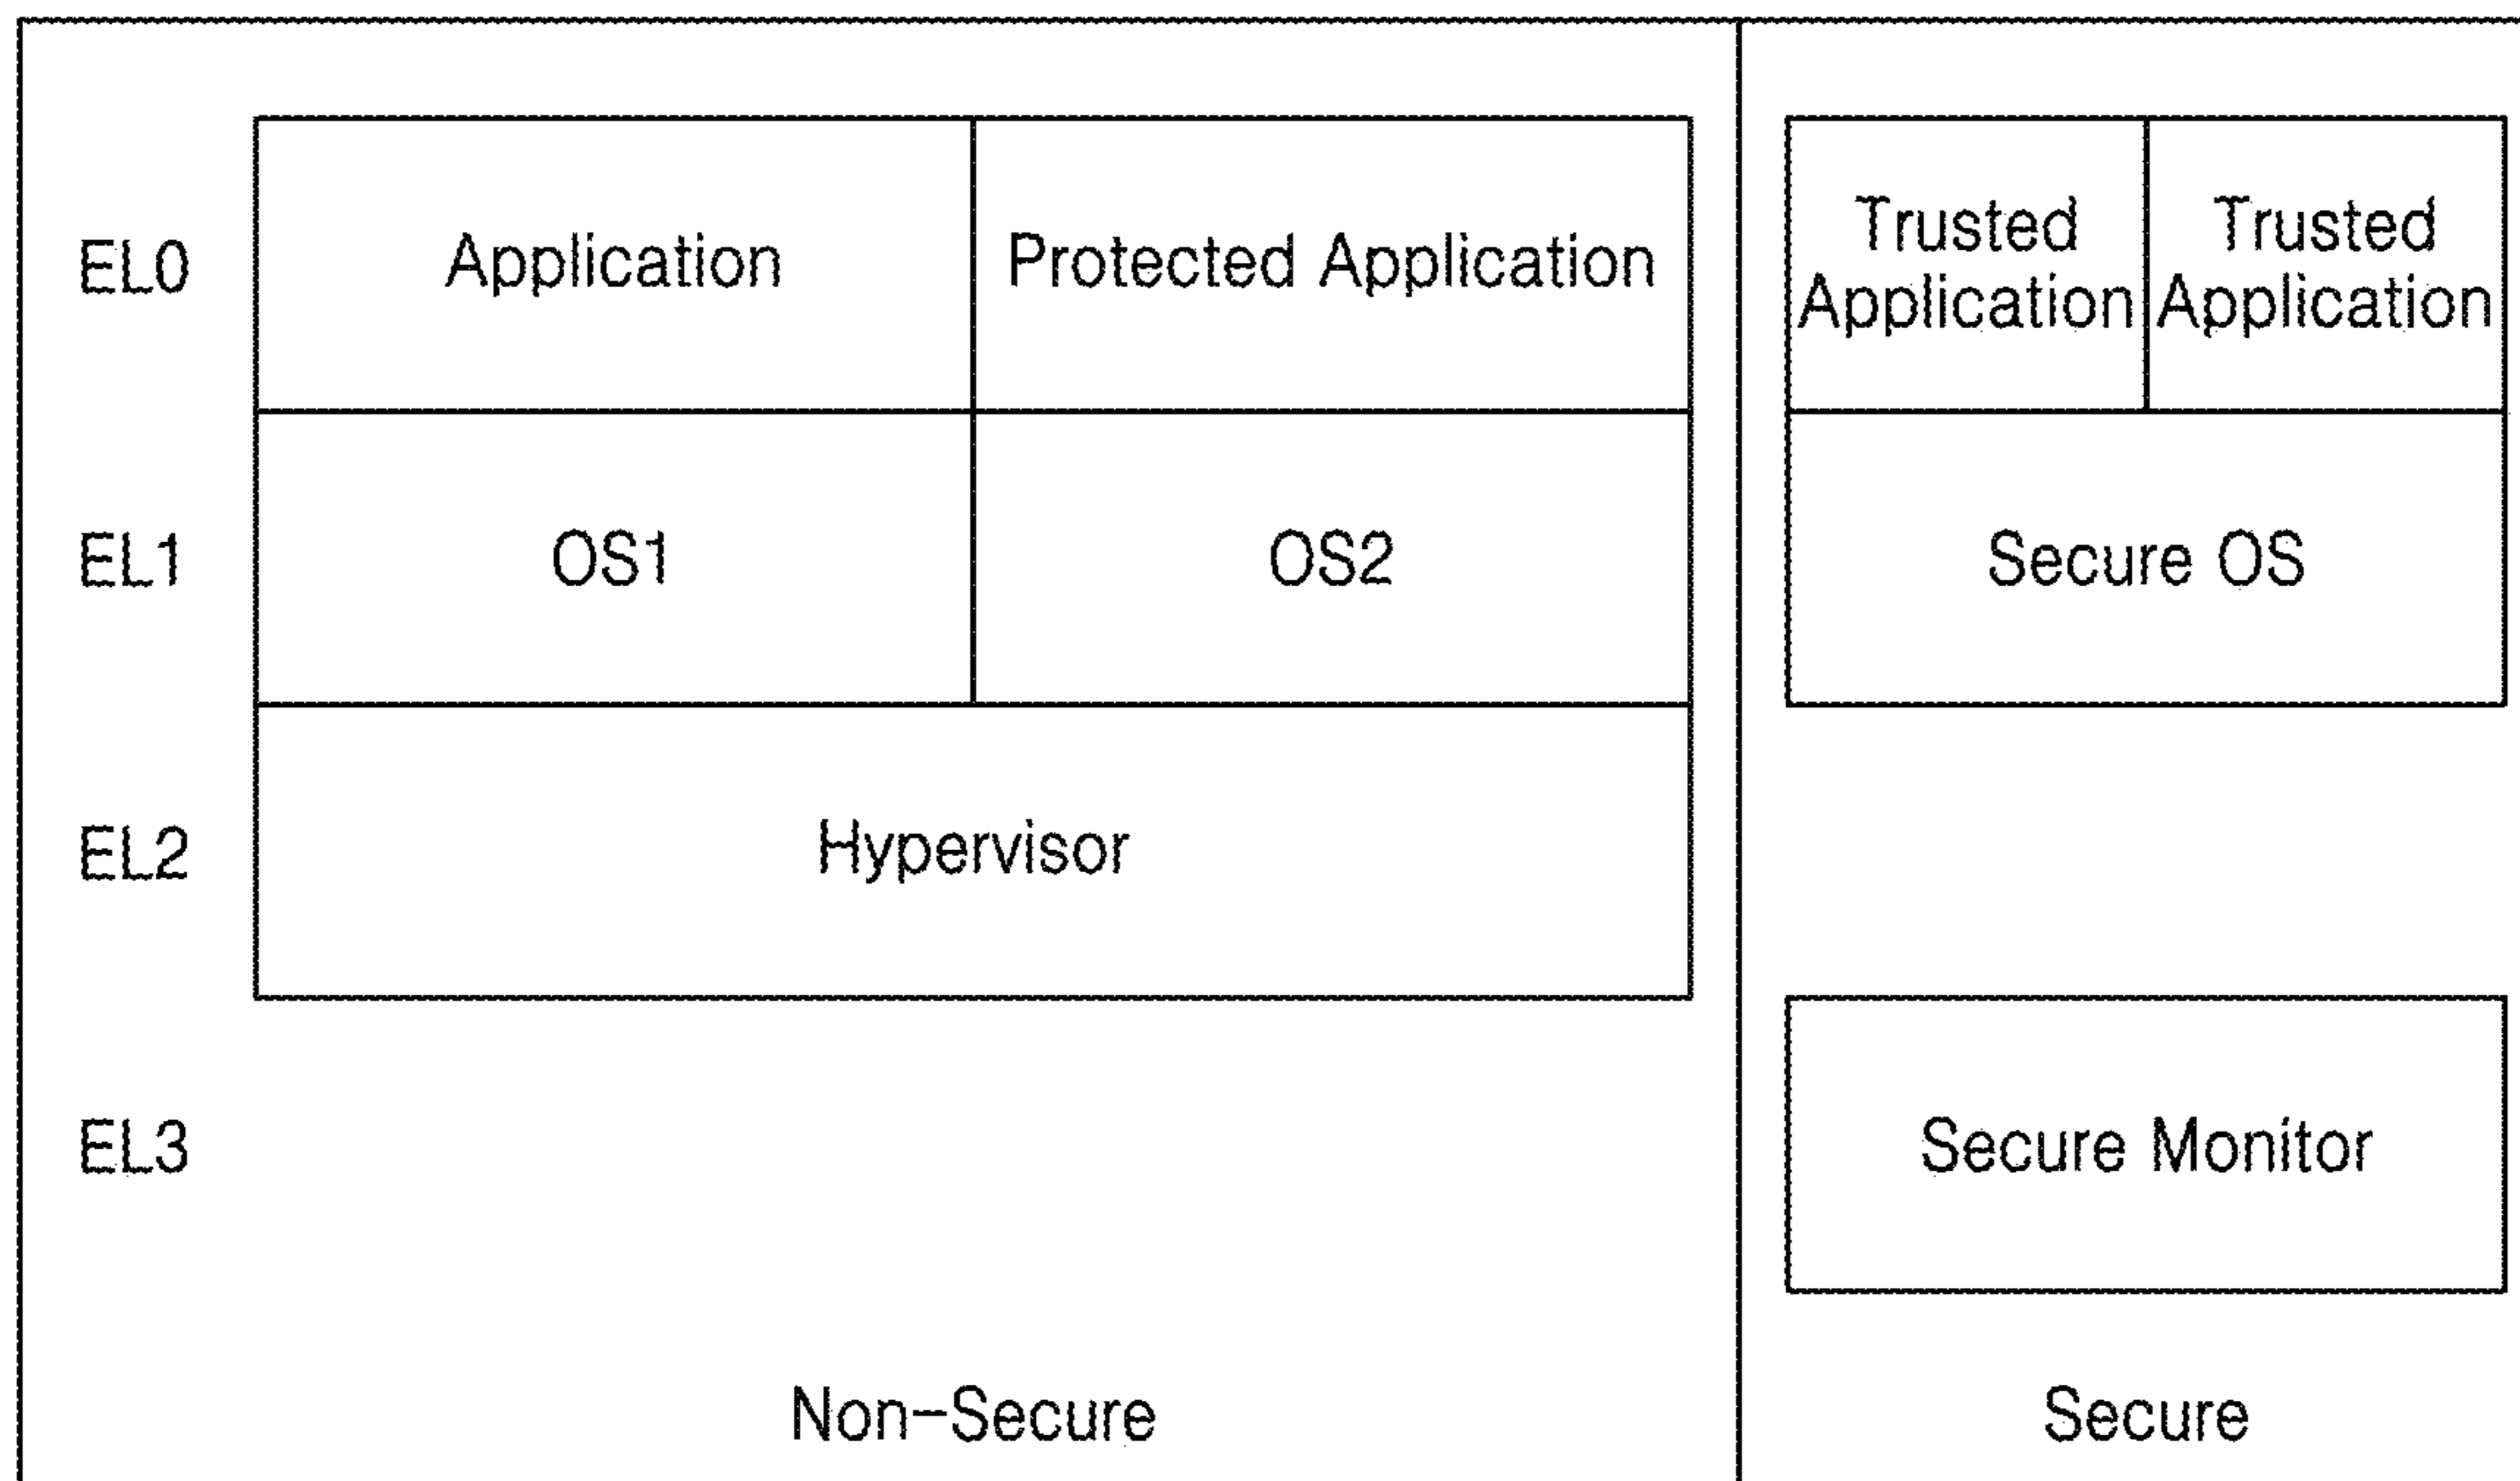 EL0
Application
Protected Application
Trusted
Application
Trusted
Application
EL1
OS1
OS2
Secure OS
EL2
Hypervisor
EL3
Secure Monitor
Non-Secure
Secure